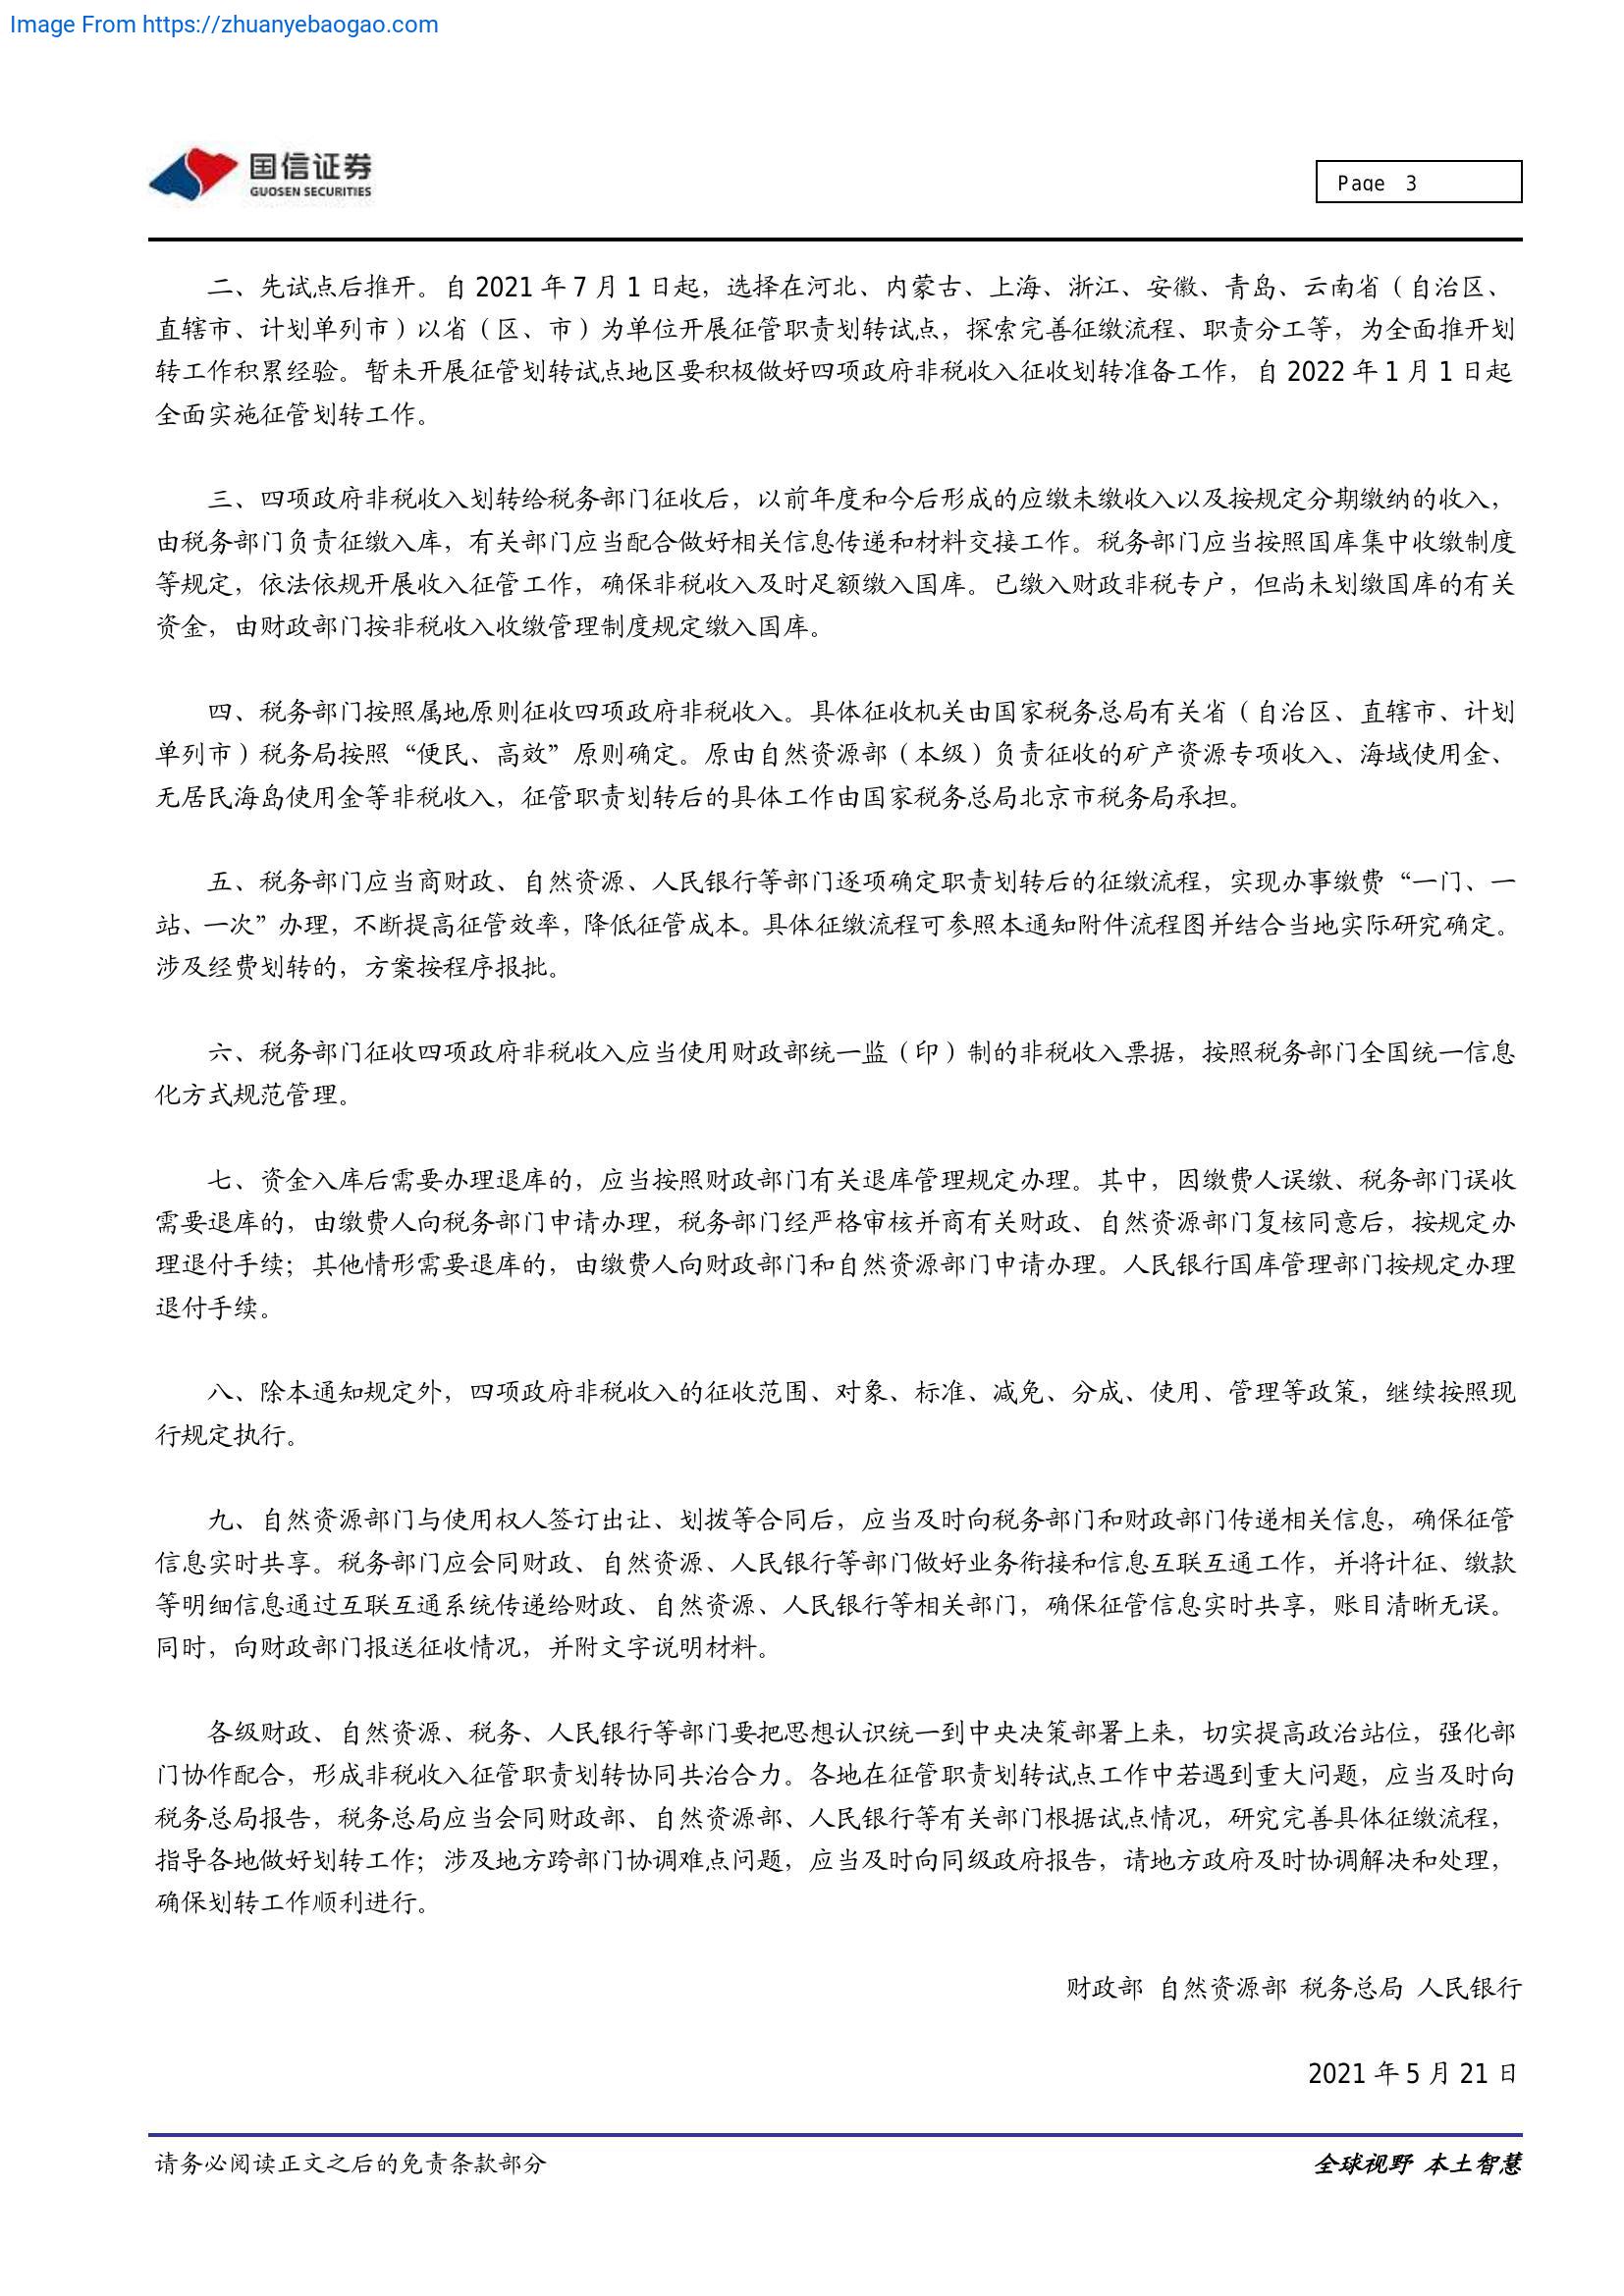 Image From https://zhuanyebaogao.com
国信证券
GUOSEN SECURITIES
Page 3
二、先试点后推开。自 2021 年 7 月 1 日起，选择在河北、内蒙古、上海、浙江、安徽、青岛、云南省（自治区、
直辖市、计划单列市）以省（区、市）为单位开展征管职责划转试点，探索完善征缴流程、职责分工等，为全面推开划
转工作积累经验。暂未开展征管划转试点地区要积极做好四项政府非税收入征收划转准备工作，自 2022 年 1 月 1 日起
全面实施征管划转工作。
三、四项政府非税收入划转给税务部门征收后，以前年度和今后形成的应缴未缴收入以及按规定分期缴纳的收入，
由税务部门负责征缴入库，有关部门应当配合做好相关信息传递和材料交接工作。税务部门应当按照国库集中收缴制度
等规定，依法依规开展收入征管工作，确保非税收入及时足额缴入国库。已缴入财政非税专户，但尚未划缴国库的有关
资金，由财政部门按非税收入收缴管理制度规定缴入国库。
四、税务部门按照属地原则征收四项政府非税收入。具体征收机关由国家税务总局有关省（自治区、直辖市、计划
单列市）税务局按照“便民、高效”原则确定。原由自然资源部（本级）负责征收的矿产资源专项收入、海域使用金、
无居民海岛使用金等非税收入，征管职责划转后的具体工作由国家税务总局北京市税务局承担。
五、税务部门应当商财政、自然资源、人民银行等部门逐项确定职责划转后的征缴流程，实现办事缴费“一门、一
站、一次”办理，不断提高征管效率，降低征管成本。具体征缴流程可参照本通知附件流程图并结合当地实际研究确定。
涉及经费划转的，方案按程序报批。
六、税务部门征收四项政府非税收入应当使用财政部统一监（印）制的非税收入票据，按照税务部门全国统一信息
化方式规范管理。
七、资金入库后需要办理退库的，应当按照财政部门有关退库管理规定办理。其中，因缴费人误缴、税务部门误收
需要退库的，由缴费人向税务部门申请办理，税务部门经严格审核并商有关财政、自然资源部门复核同意后，按规定办
理退付手续；其他情形需要退库的，由缴费人向财政部门和自然资源部门申请办理。人民银行国库管理部门按规定办理
退付手续。
八、除本通知规定外，四项政府非税收入的征收范围、对象、标准、减免、分成、使用、管理等政策，继续按照现
行规定执行。
九、自然资源部门与使用权人签订出让、划拨等合同后，应当及时向税务部门和财政部门传递相关信息，确保征管
信息实时共享。税务部门应会同财政、自然资源、人民银行等部门做好业务衔接和信息互联互通工作，并将计征、缴款
等明细信息通过互联互通系统传递给财政、自然资源、人民银行等相关部门，确保征管信息实时共享，账目清晰无误。
同时，向财政部门报送征收情况，并附文字说明材料。
各级财政、自然资源、税务、人民银行等部门要把思想认识统一到中央决策部署上来，切实提高政治站位，强化部
门协作配合，形成非税收入征管职责划转协同共治合力。各地在征管职责划转试点工作中若遇到重大问题，应当及时向
税务总局报告，税务总局应当会同财政部、自然资源部、人民银行等有关部门根据试点情况，研究完善具体征缴流程，
指导各地做好划转工作；涉及地方跨部门协调难点问题，应当及时向同级政府报告，请地方政府及时协调解决和处理，
确保划转工作顺利进行。
财政部 自然资源部 税务总局 人民银行
2021 年 5 月 21 日
请务必阅读正文之后的免责条款部分
全球视野 本土智慧